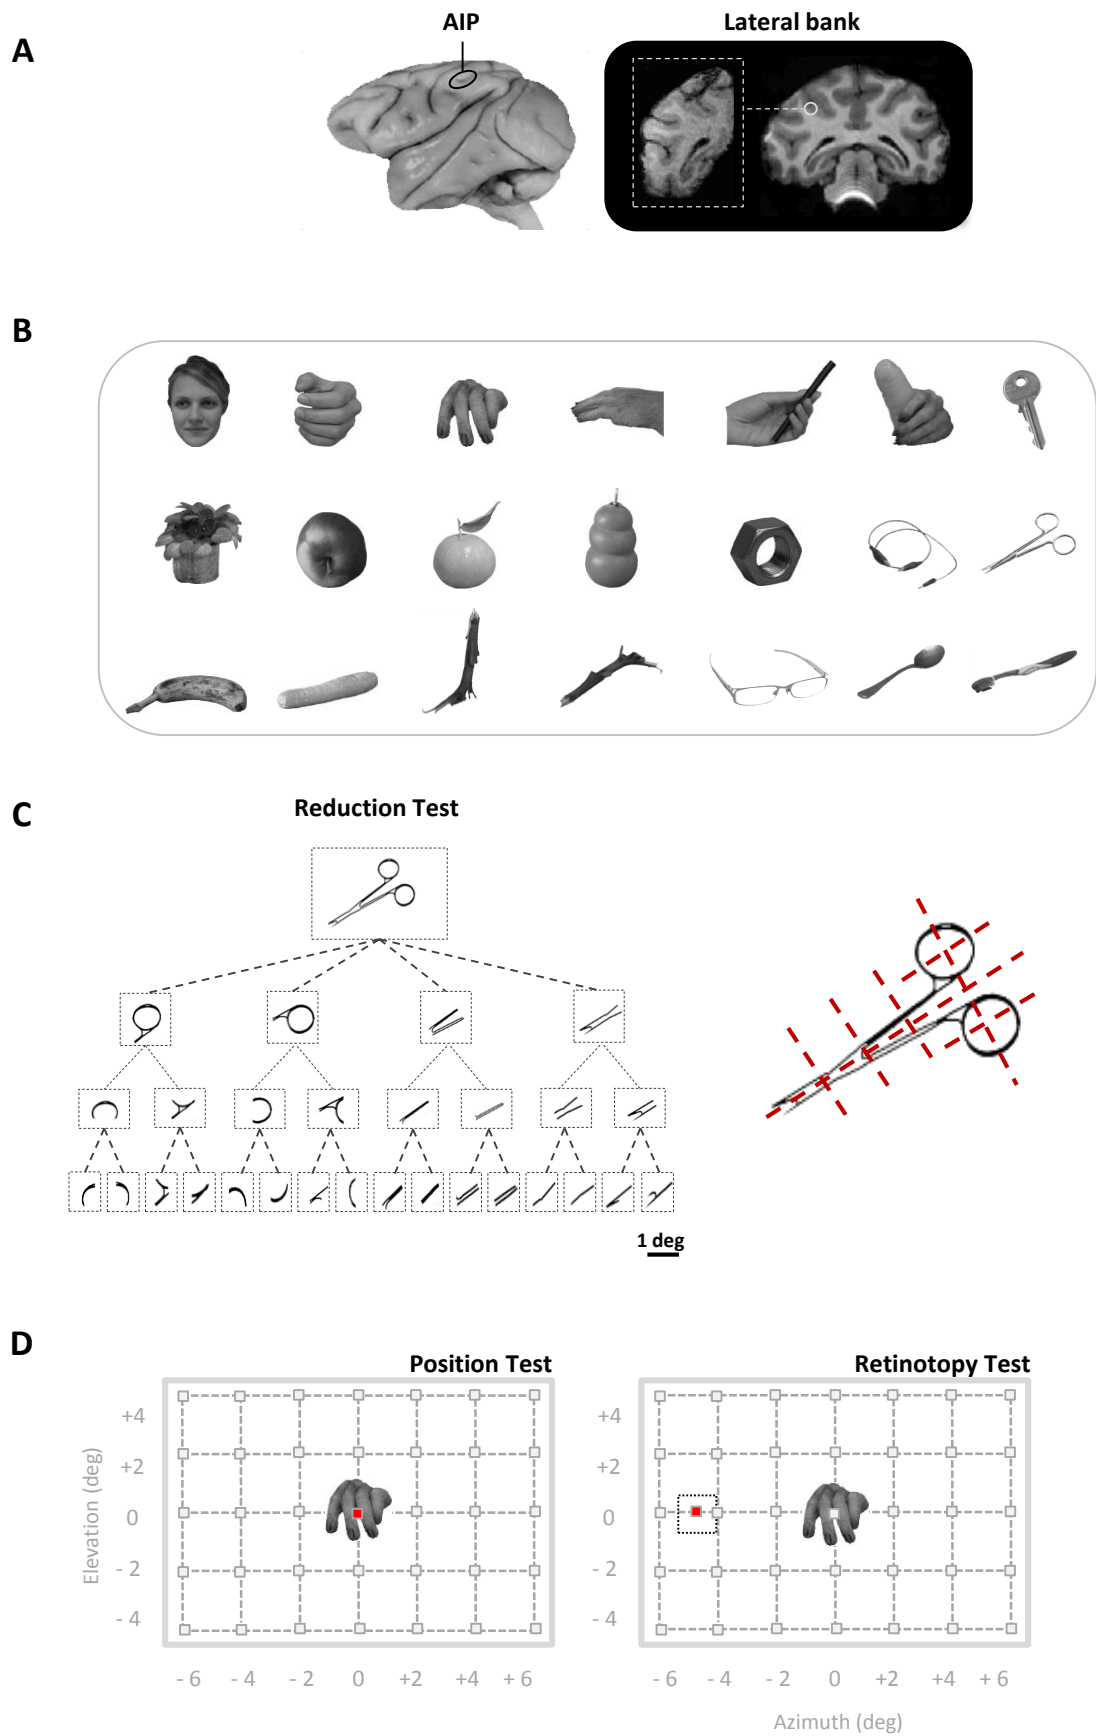 A
AIP
Lateral bank
B
C
Reduction Test
1 deg
D
Position Test
Retinotopy Test
Elevation (deg)
+4
+2
0
- 2
- 4
+4
+2
0
- 2
- 4
- 6 - 4 - 2 0 +2 +4 + 6
- 6 - 4 - 2 0 +2 +4 + 6
Azimuth (deg)